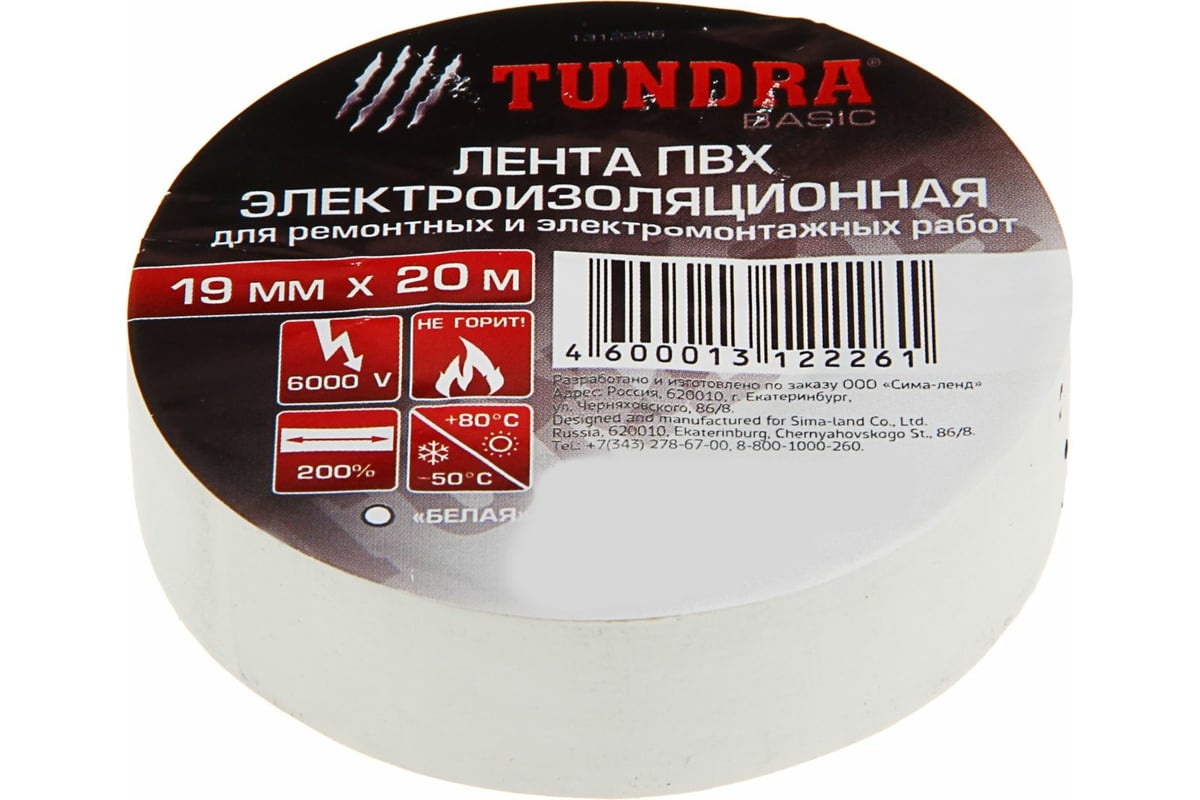 1312226
TUNDRA®
BASIC
ЛЕНТА ПВХ
ЭЛЕКТРОИЗОЛЯЦИОННАЯ
для ремонтных и электромонтажных работ
19 мм х 20 м
6000 V
НЕ ГОРИТ!
200%
+80°C
-50°C
«БЕЛАЯ»
4 600013 122261
Разработано и изготовлено по заказу ООО «Сима-ленд»
Адрес: Россия, 620010, г. Екатеринбург,
ул. Черняховского, 86/8.
Designed and manufactured for Sima-land Co., Ltd.
Russia, 620010, Ekaterinburg, Chernyahovskogo St., 86/8.
Tel.: +7(343) 278-67-00, 8-800-1000-260.